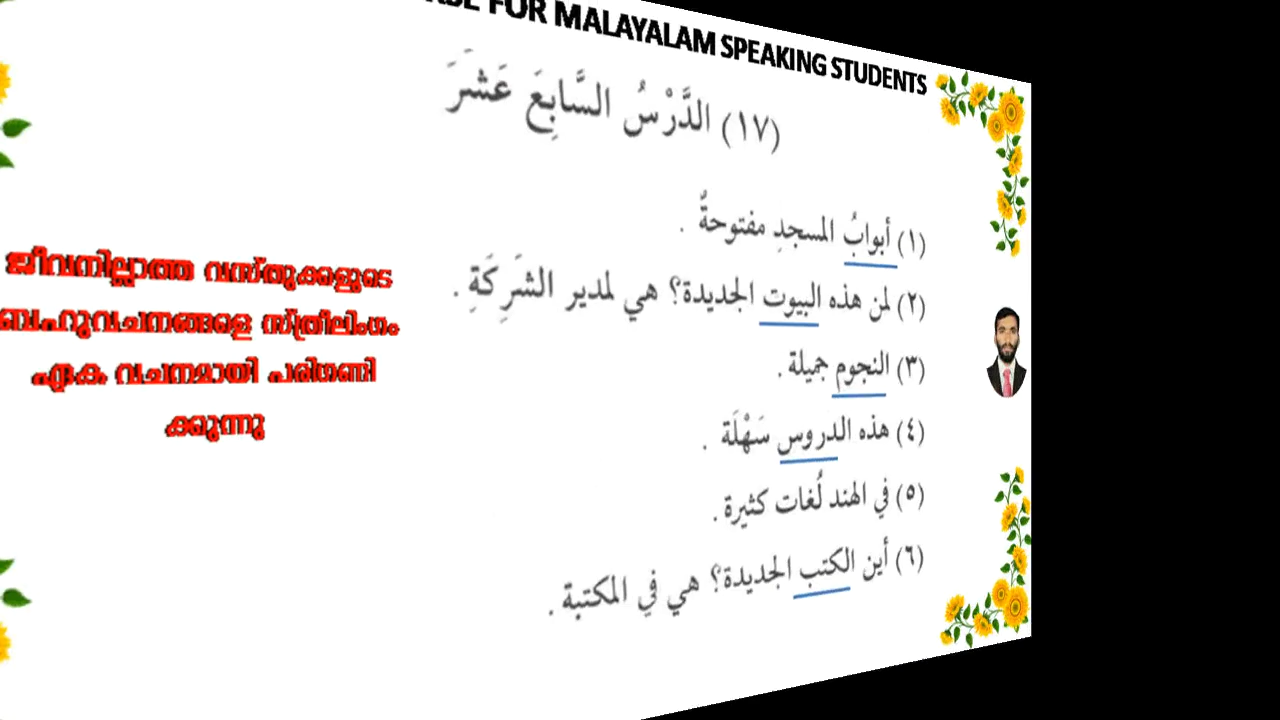 FOR MALAYALAM SPEAKING STUDENTS
(١٧) الدَّرْسُ السَّابِعَ عَشَرَ
(١) أبوابُ المسجدِ مفتوحةٌ .
(٢) لمن هذه البيوت الجديدة؟ هي لمدير الشَرِكَةِ .
(٣) النجوم جميلة .
(٤) هذه الدروس سَهْلَة .
(٥) في الهند لُغات كثيرة .
(٦) أين الكتب الجديدة؟ هي في المكتبة .
ജീവനില്ലാത്ത വസ്തുക്കളുടെ
ബഹുവചനങ്ങളെ സ്ത്രീലിംഗം
ഏക വചനമായി പരിഗണി
ക്കുന്നു